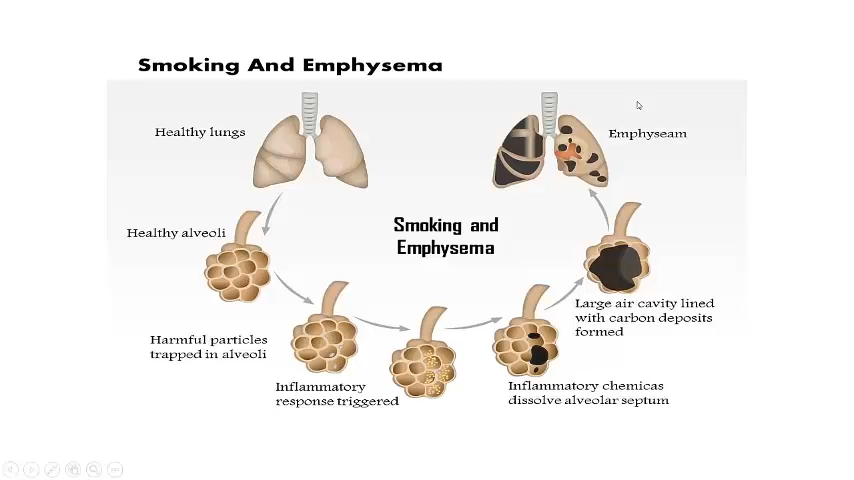 Smoking And Emphysema
Healthy lungs
Emphyseam
Healthy alveoli
Smoking and
Emphysema
Harmful particles
trapped in alveoli
Inflammatory
response triggered
Inflammatory chemicas
dissolve alveolar septum
Large air cavity lined
with carbon deposits
formed